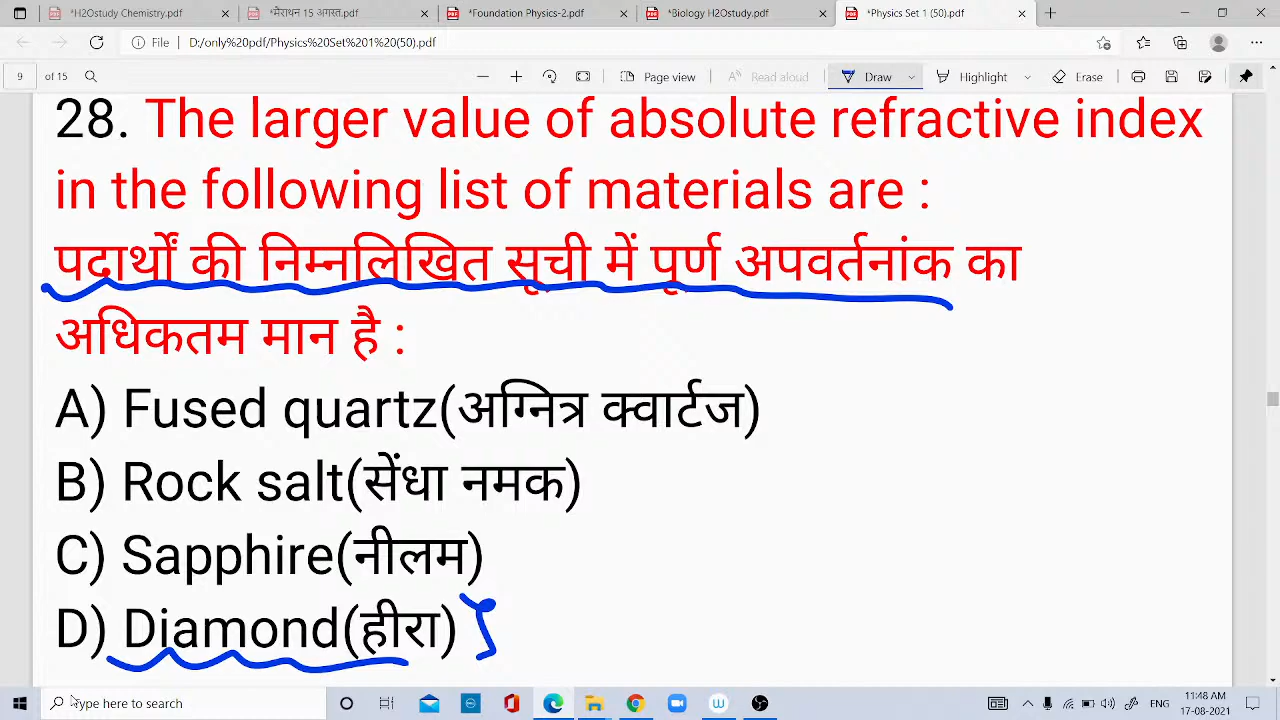 *H2Ostudy Chemistry.pdf
*मैराथन 15 अगस्त.pdf
*Foundation Physics-2.pdf
*Biology H2Ostudy.pdf
*Physics Set 1 (50).pdf
File D:/only%20pdf/Physics%20Set%201%20(50).pdf
9 of 15 Page view Read aloud Draw Highlight Erase
28. The larger value of absolute refractive index
in the following list of materials are :
पदार्थों की निम्नलिखित सूची में पूर्ण अपवर्तनांक का
अधिकतम मान है :
A) Fused quartz(अग्नित्र क्वार्टज)
B) Rock salt(सेंधा नमक)
C) Sapphire(नीलम)
D) Diamond(हीरा)
Type here to search
ENG
11:48 AM
17-08-2021